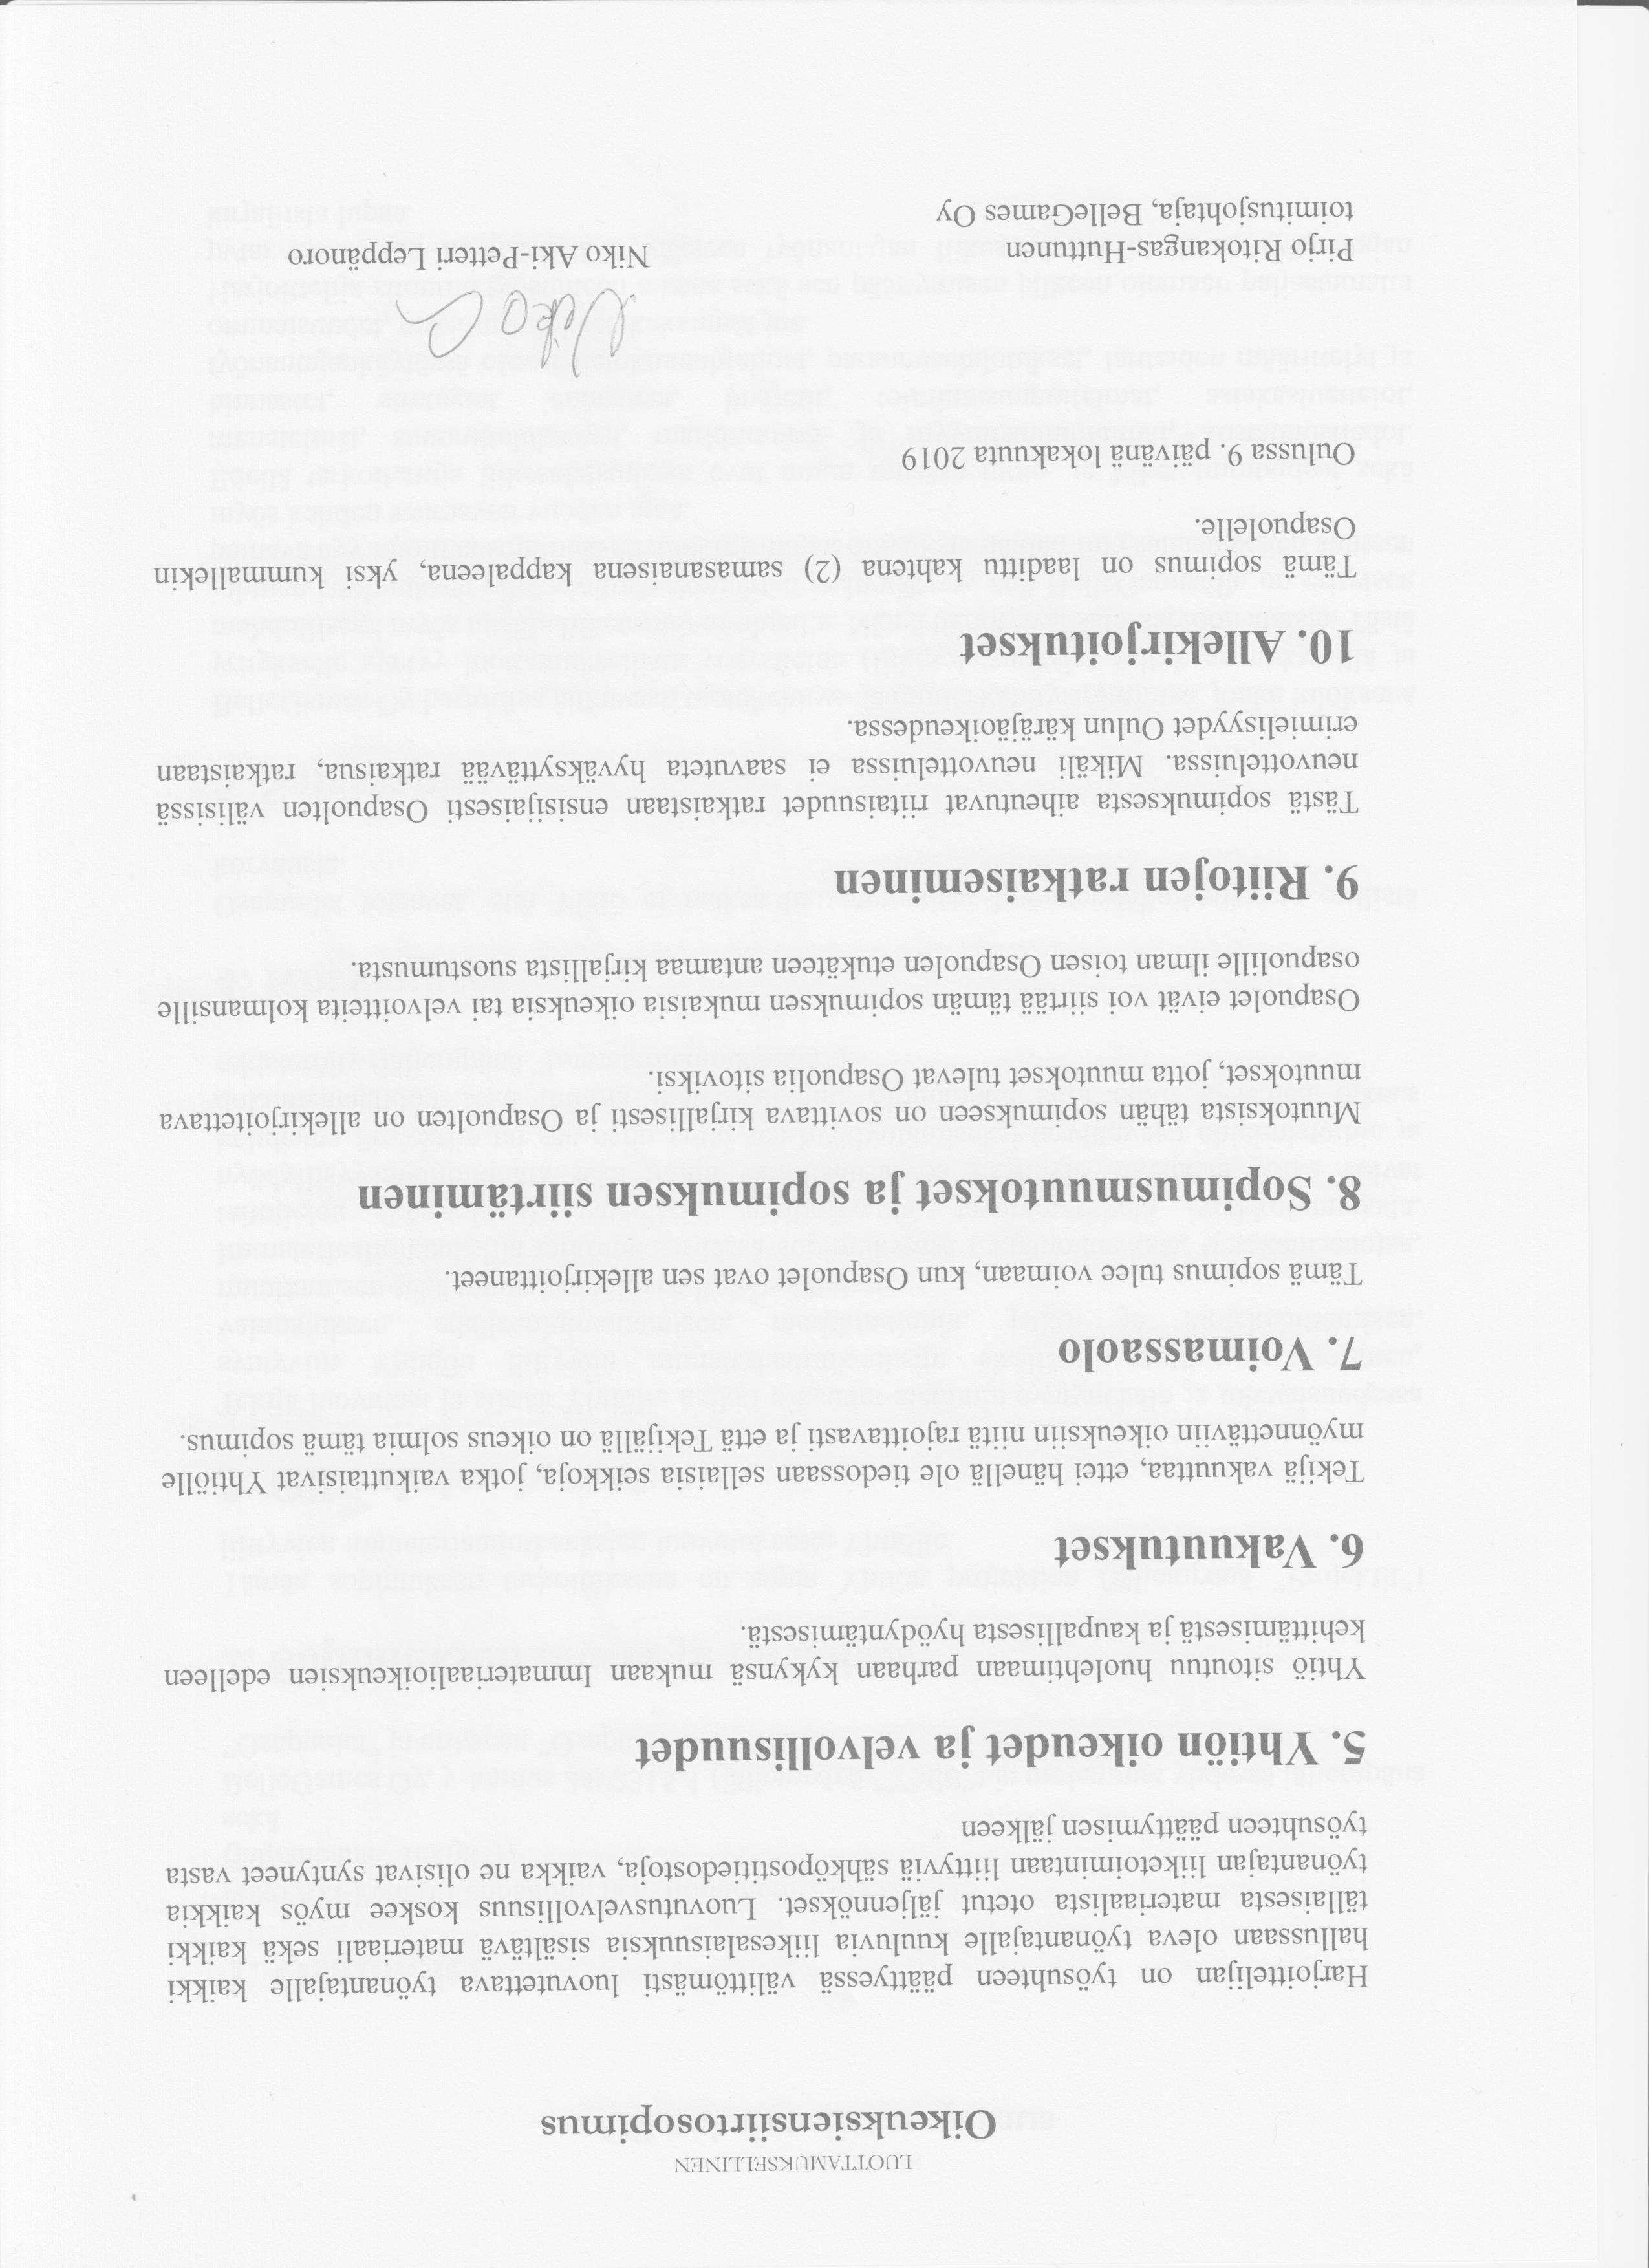 LUOTTAMUKSELLINEN
Oikeuksiensiirtosopimus
Harjoittelijan on työsuhteen päättyessä välittömästi luovutettava työnantajalle kaikki
hallussaan oleva työnantajalle kuuluvia liikesalaisuuksia sisältävä materiaali sekä kaikki
tällaisesta materiaalista otetut jäljennökset. Luovutusvelvollisuus koskee myös kaikkia
työnantajan liiketoimintaan liittyviä sähköpostitiedostoja, vaikka ne olisivat syntyneet vasta
työsuhteen päättymisen jälkeen
5. Yhtiön oikeudet ja velvollisuudet
Yhtiö sitoutuu huolehtimaan parhaan kykynsä mukaan Immateriaalioikeuksien edelleen
kehittämisestä ja kaupallisesta hyödyntämisestä.
6. Vakuutukset
Tekijä vakuuttaa, ettei hänellä ole tiedossaan sellaisia seikkoja, jotka vaikuttaisivat Yhtiölle
myönnettäviin oikeuksiin niitä rajoittavasti ja että Tekijällä on oikeus solmia tämä sopimus.
7. Voimassaolo
Tämä sopimus tulee voimaan, kun Osapuolet ovat sen allekirjoittaneet.
8. Sopimusmuutokset ja sopimuksen siirtäminen
Muutoksista tähän sopimukseen on sovittava kirjallisesti ja Osapuolten on allekirjoitettava
muutokset, jotta muutokset tulevat Osapuolia sitoviksi.
Osapuolet eivät voi siirtää tämän sopimuksen mukaisia oikeuksia tai velvoitteita kolmansille
osapuolille ilman toisen Osapuolen etukäteen antamaa kirjallista suostumusta.
9. Riitojen ratkaiseminen
Tästä sopimuksesta aiheutuvat riitaisuudet ratkaistaan ensisijaisesti Osapuolten välisissä
neuvotteluissa. Mikäli neuvotteluissa ei saavuteta hyväksyttävää ratkaisua, ratkaistaan
erimielisyydet Oulun käräjäoikeudessa.
10. Allekirjoitukset
Tämä sopimus on laadittu kahtena (2) samasanaisena kappaleena, yksi kummallekin
Osapuolelle.
Oulussa 9. päivänä lokakuuta 2019
Niko
Pirjo Ritokangas-Huttunen
Niko Aki-Petteri Leppänoro
toimitusjohtaja, BelleGames Oy